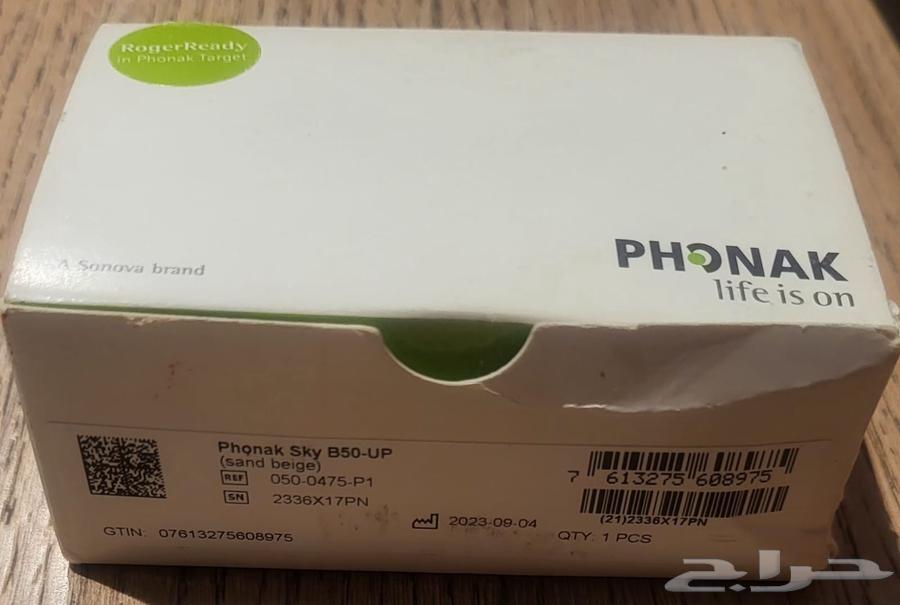 RogerReady
in Phonak Target
A Sonova brand
PHONAK
life is on
Phonak Sky B50-UP
(sand beige)
REF 050-0475-P1
SN 2336X17PN
2023-09-04
GTIN: 07613275608975
7 613275 608975
(21)2336X17PN
QTY: 1 PCS
حراج